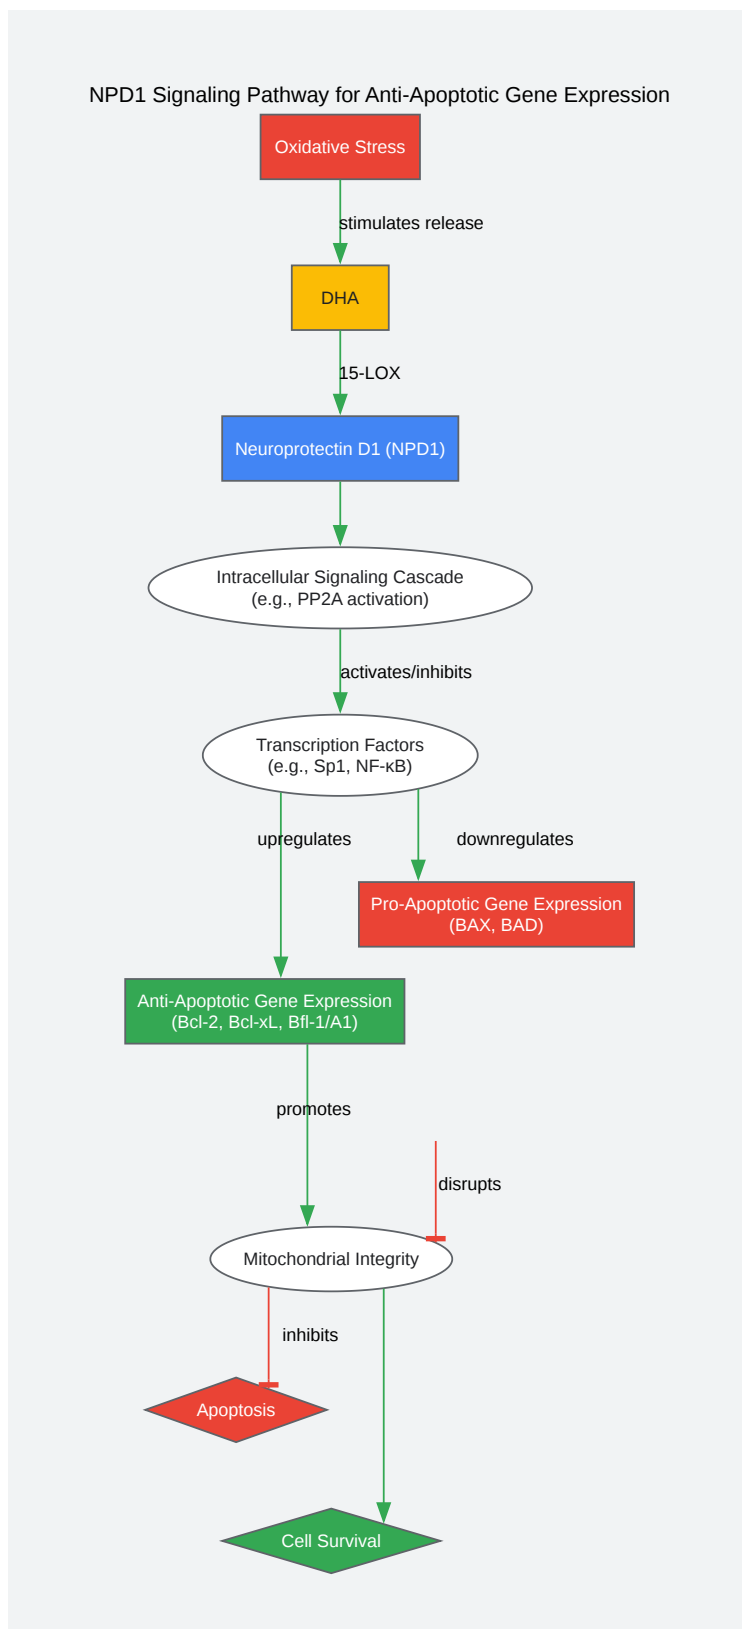 NPD1 Signaling Pathway for Anti-Apoptotic Gene Expression
Oxidative Stress
stimulates release
DHA
15-LOX
Neuroprotectin D1 (NPD1)
Intracellular Signaling Cascade
(e.g., PP2A activation)
activates/inhibits
Transcription Factors
(e.g., Sp1, NF-κB)
upregulates
downregulates
Pro-Apoptotic Gene Expression
(BAX, BAD)
Anti-Apoptotic Gene Expression
(Bcl-2, Bcl-xL, Bfl-1/A1)
promotes
disrupts
Mitochondrial Integrity
inhibits
Apoptosis
Cell Survival